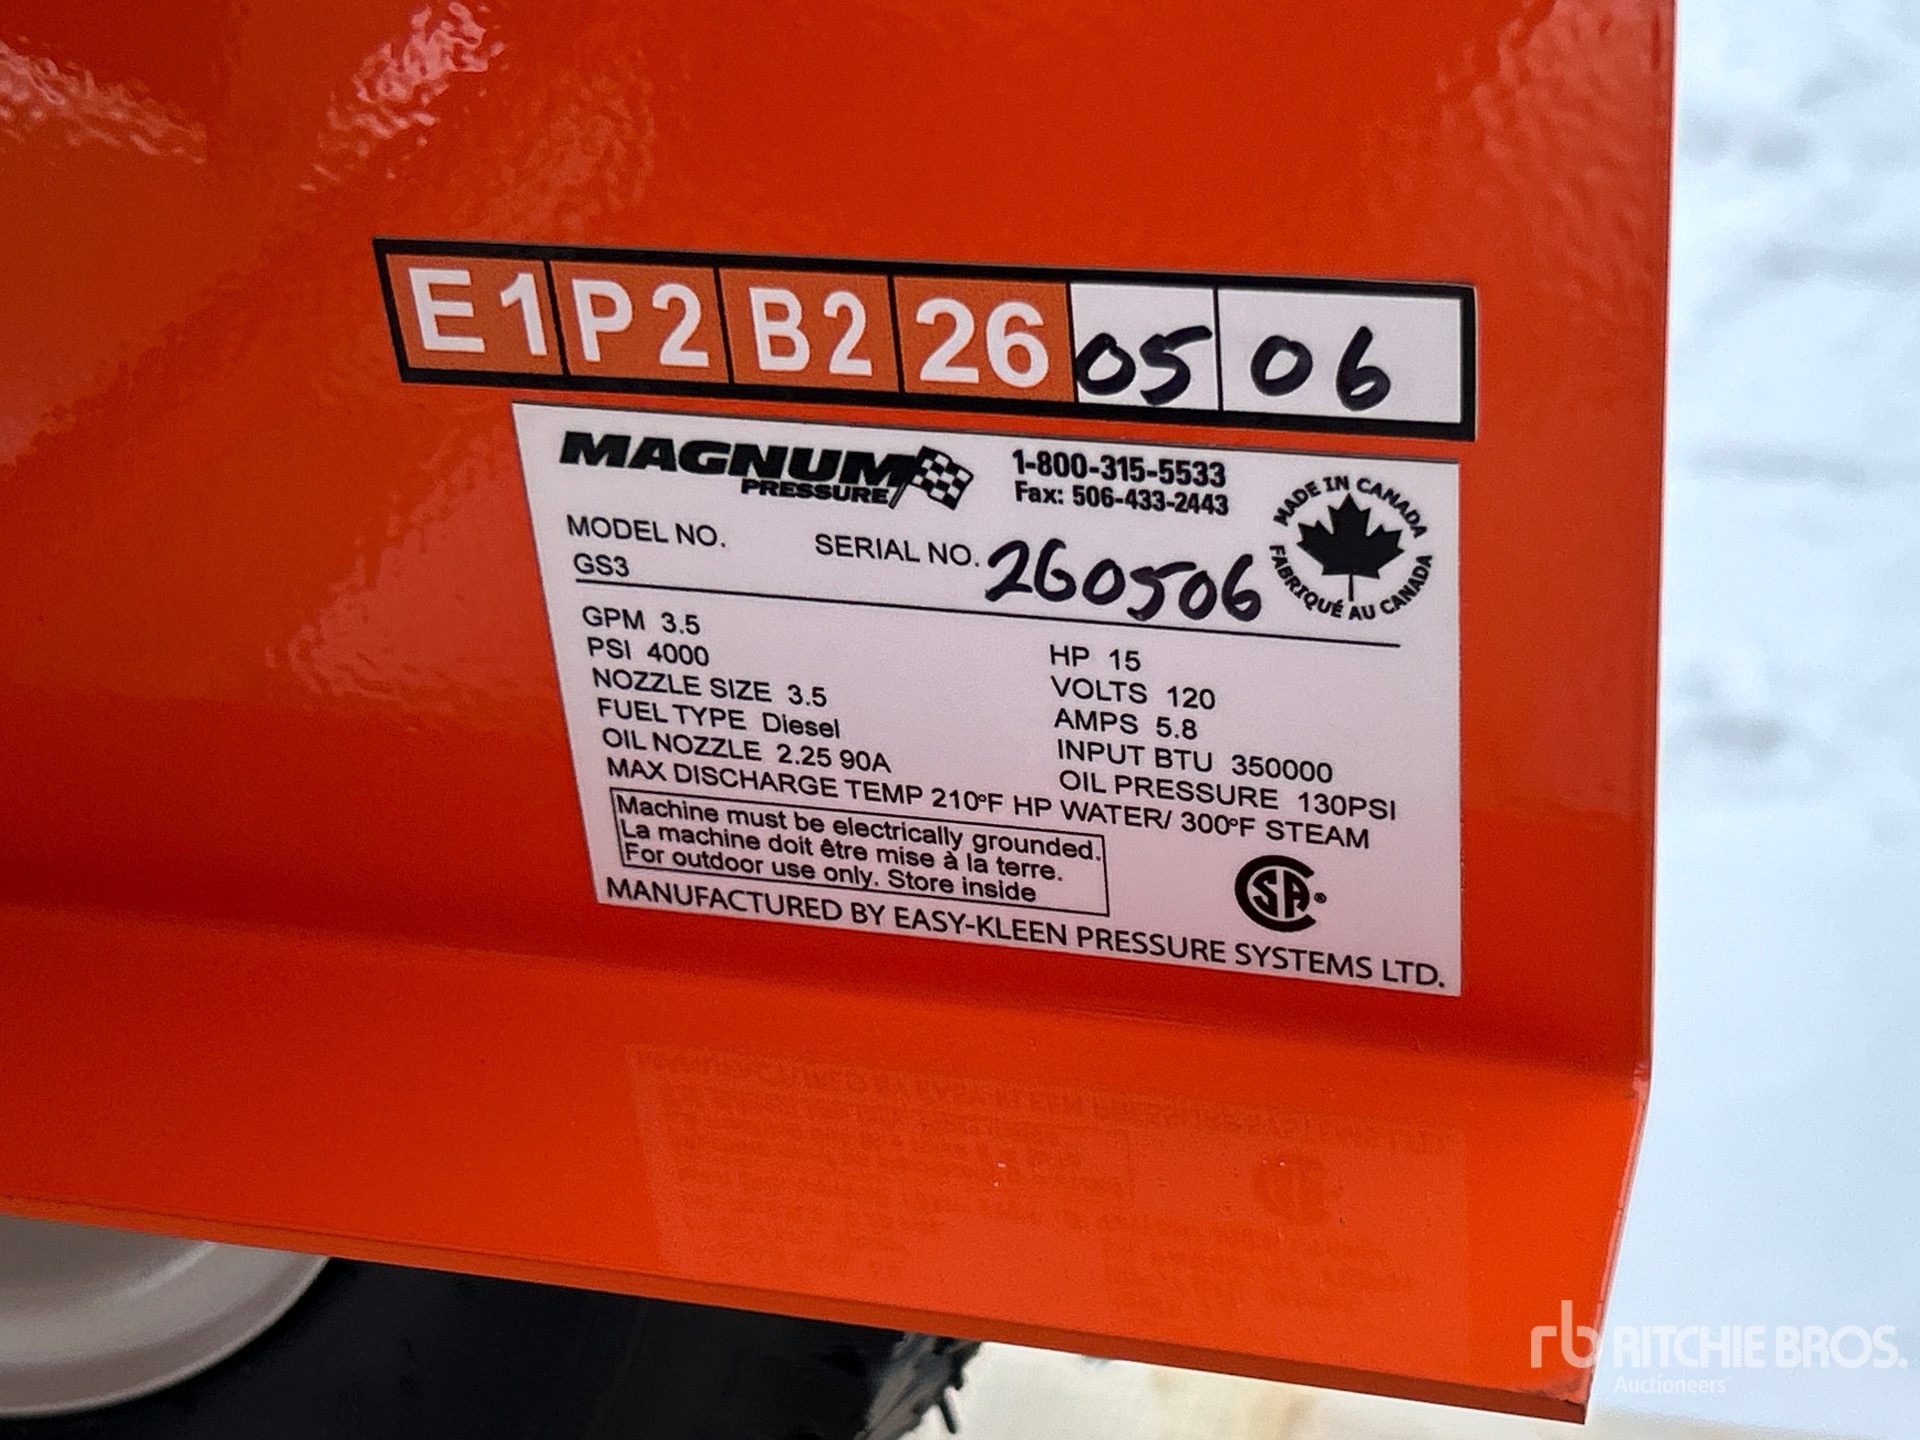 E1 P2 B2 26 05 06
MAGNUM
PRESSURE
1-800-315-5533
Fax: 506-433-2443
MADE IN CANADA
FABRIQUÉ AU CANADA
MODEL NO.
GS3
SERIAL NO. 260506
GPM 3.5
PSI 4000
NOZZLE SIZE 3.5
FUEL TYPE Diesel
OIL NOZZLE 2.25 90A
HP 15
VOLTS 120
AMPS 5.8
INPUT BTU 350000
OIL PRESSURE 130PSI
MAX DISCHARGE TEMP 210°F HP WATER/ 300°F STEAM
Machine must be electrically grounded.
La machine doit être mise à la terre.
For outdoor use only. Store inside
CSA®
MANUFACTURED BY EASY-KLEEN PRESSURE SYSTEMS LTD.
rb RITCHIE BROS.
Auctioneers